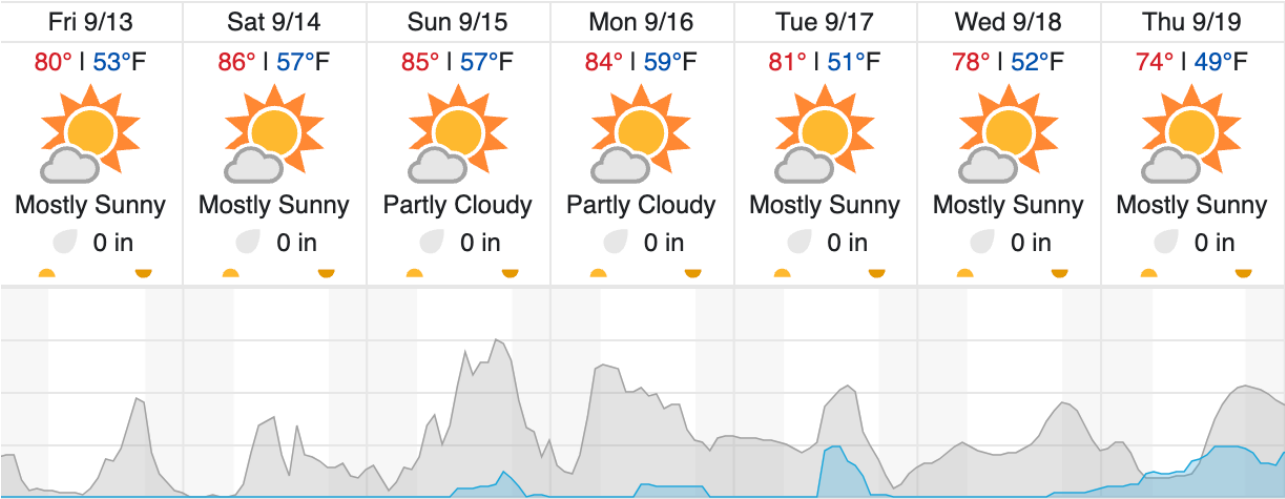 Fri 9/13 Sat 9/14 Sun 9/15 Mon 9/16 Tue 9/17 Wed 9/18 Thu 9/19
80° | 53°F 86° | 57°F 85° | 57°F 84° | 59°F 81° | 51°F 78° | 52°F 74° | 49°F
Mostly Sunny Mostly Sunny Partly Cloudy Partly Cloudy Mostly Sunny Mostly Sunny Mostly Sunny
0 in 0 in 0 in 0 in 0 in 0 in 0 in